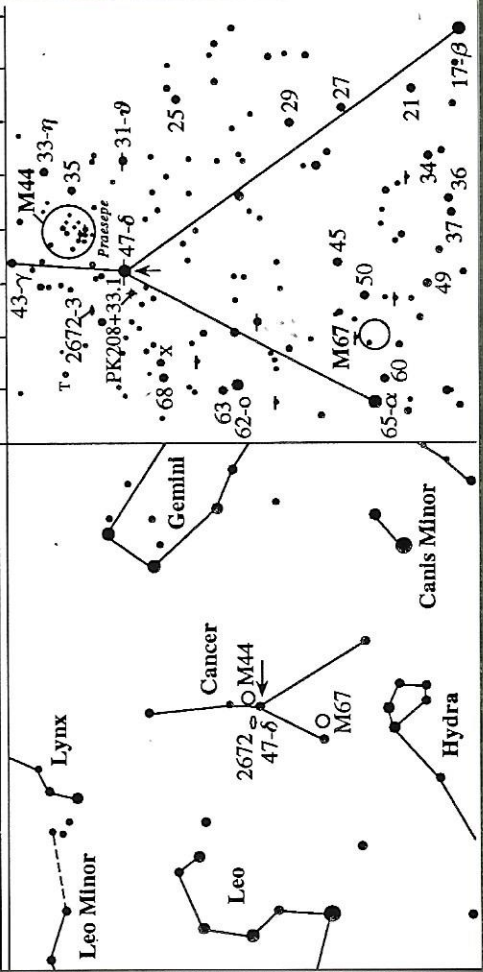 Leo Minor
Lynx
Leo
Cancer
M44
2672
47-δ
M67
Gemini
Hydra
Canis Minor
43-γ
M44
33-η
35
Praesepe
31-ϑ
2672-3
47-δ
PK208+33.1
T
25
68
X
63
62-ο
29
27
45
50
M67
65-α
60
49
37
36
34
21
17-β